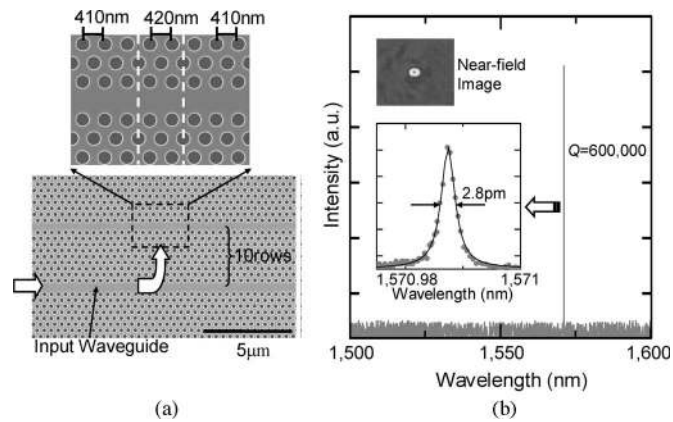 (a)
410nm 420nm 410nm
10rows
Input Waveguide
5μm
(a)
(b)
Near-field
Image
Q=600,000
2.8pm
1,570.98 1,571
Wavelength (nm)
Intensity (a.u.)
1,500 1,550 1,600
Wavelength (nm)
(b)